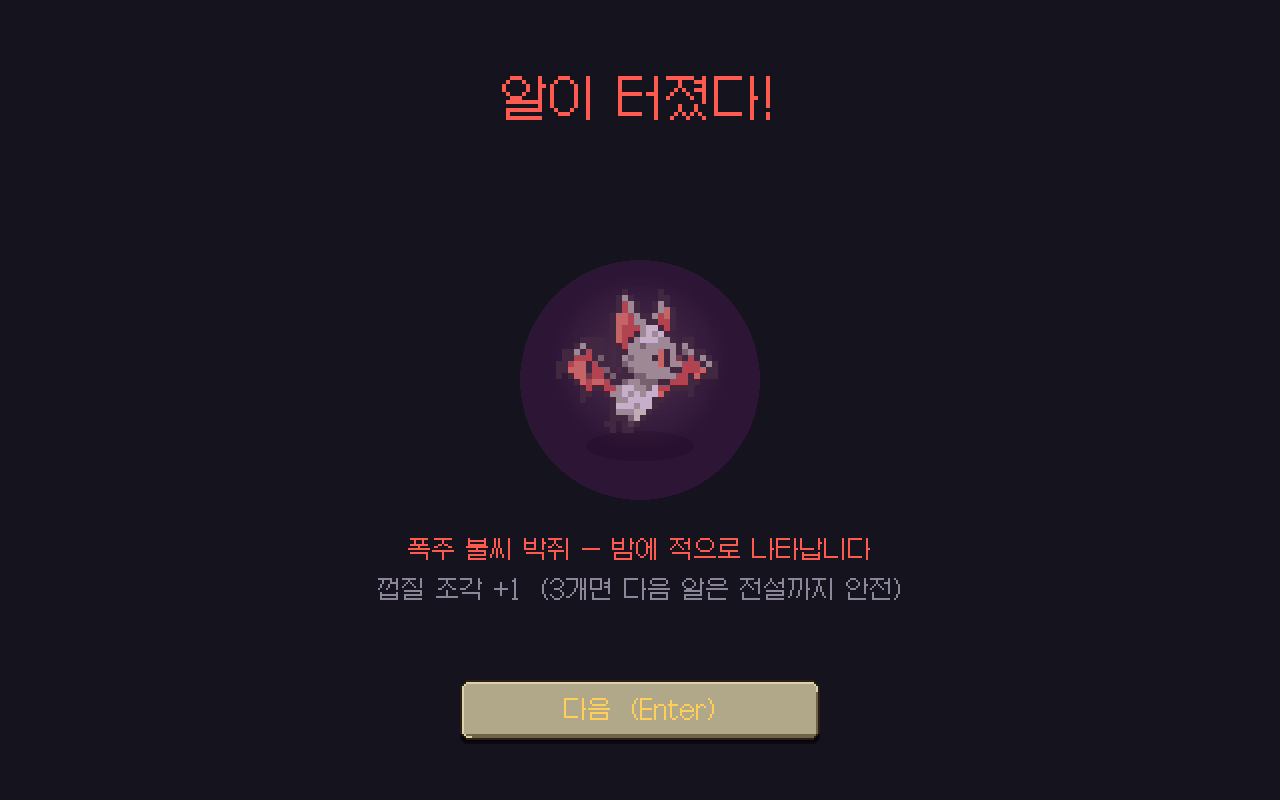 알이 터졌다!
폭주 불씨 박쥐 – 밤에 적으로 나타납니다
껍질 조각 +1 (3개면 다음 알은 전설까지 안전)
다음 (Enter)